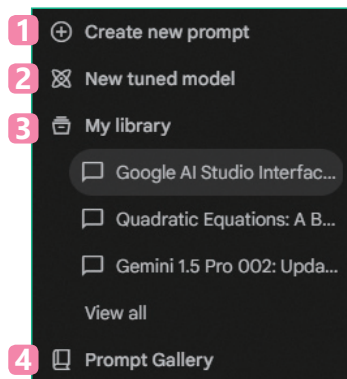 1 Create new prompt
2 New tuned model
3 My library
Google AI Studio Interfac...
Quadratic Equations: A B...
Gemini 1.5 Pro 002: Upda...
View all
4 Prompt Gallery